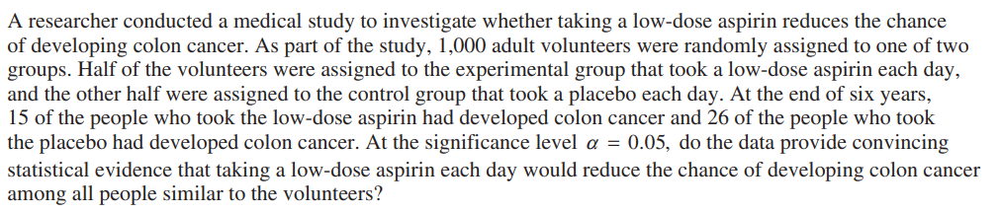 A researcher conducted a medical study to investigate whether taking a low-dose aspirin reduces the chance
of developing colon cancer. As part of the study, 1,000 adult volunteers were randomly assigned to one of two
groups. Half of the volunteers were assigned to the experimental group that took a low-dose aspirin each day,
and the other half were assigned to the control group that took a placebo each day. At the end of six years,
15 of the people who took the low-dose aspirin had developed colon cancer and 26 of the people who took
the placebo had developed colon cancer. At the significance level α = 0.05, do the data provide convincing
statistical evidence that taking a low-dose aspirin each day would reduce the chance of developing colon cancer
among all people similar to the volunteers?